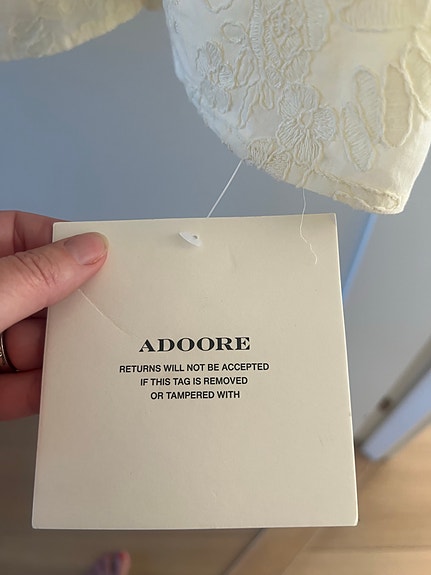 ADOORE
RETURNS WILL NOT BE ACCEPTED
IF THIS TAG IS REMOVED
OR TAMPERED WITH